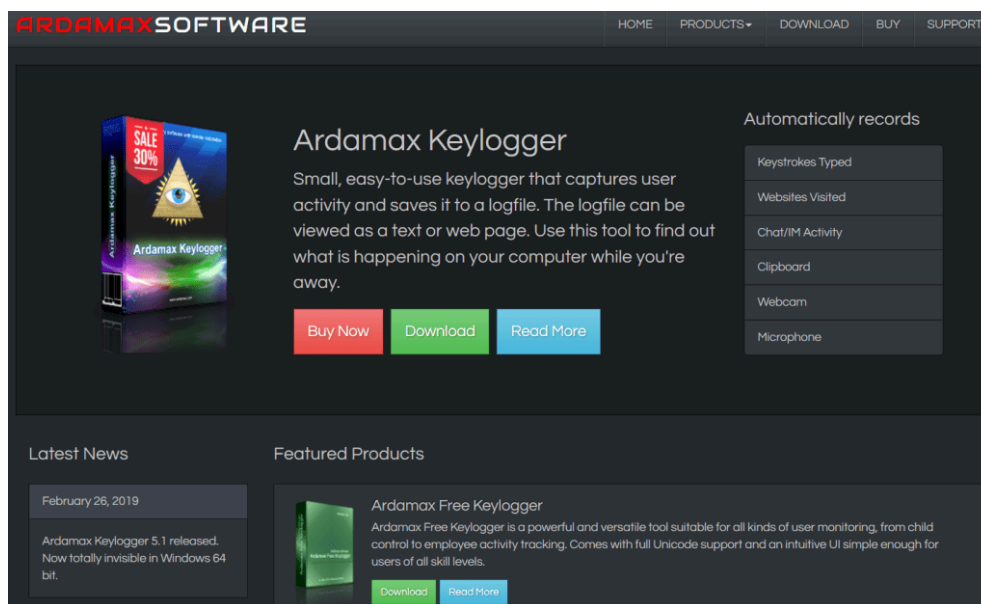 ARDAMAXSOFTWARE
HOME
PRODUCTS
DOWNLOAD
BUY
SUPPORT
SALE
30%
Ardamax Keylogger
Ardamax Keylogger
Ardamax Keylogger
Small, easy-to-use keylogger that captures user
activity and saves it to a logfile. The logfile can be
viewed as a text or web page. Use this tool to find out
what is happening on your computer while you're
away.
Buy Now
Download
Read More
Automatically records
Keystrokes Typed
Websites Visited
Chat/IM Activity
Clipboard
Webcam
Microphone
Latest News
February 26, 2019
Ardamax Keylogger 5.1 released.
Now totally invisible in Windows 64
bit.
Featured Products
Ardamax Free Keylogger
Ardamax Free Keylogger is a powerful and versatile tool suitable for all kinds of user monitoring, from child
control to employee activity tracking. Comes with full Unicode support and an intuitive UI simple enough for
users of all skill levels.
Download
Read More